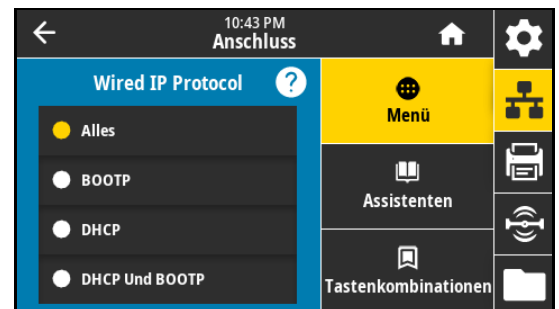 10:43 PM
Anschluss
Wired IP Protocol ?
Alles
BOOTP
DHCP
DHCP Und BOOTP
Menü
Assistenten
Tastenkombinationen